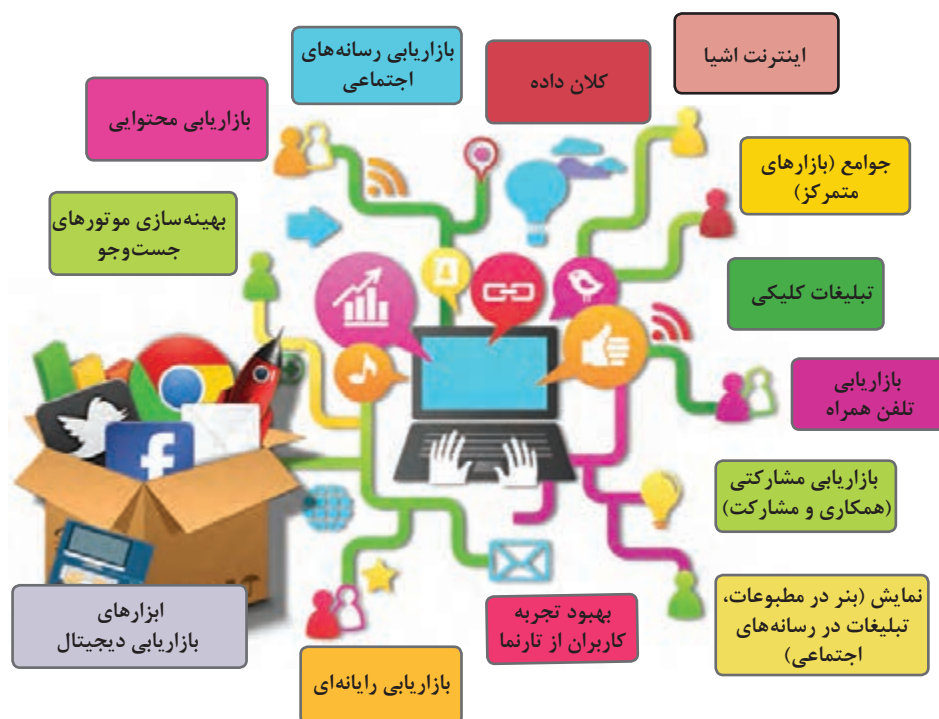 اینترنت اشیا
کلان داده
بازاریابی رسانه‌های
اجتماعی
بازاریابی محتوایی
جوامع (بازارهای
متمرکز)
بهینه‌سازی موتورهای
جست‌وجو
تبلیغات کلیکی
بازاریابی
تلفن همراه
بازاریابی مشارکتی
(همکاری و مشارکت)
نمایش (بنر در مطبوعات،
تبلیغات در رسانه‌های
اجتماعی)
بهبود تجربه
کاربران از تارنما
بازاریابی رایانه‌ای
ابزارهای
بازاریابی دیجیتال